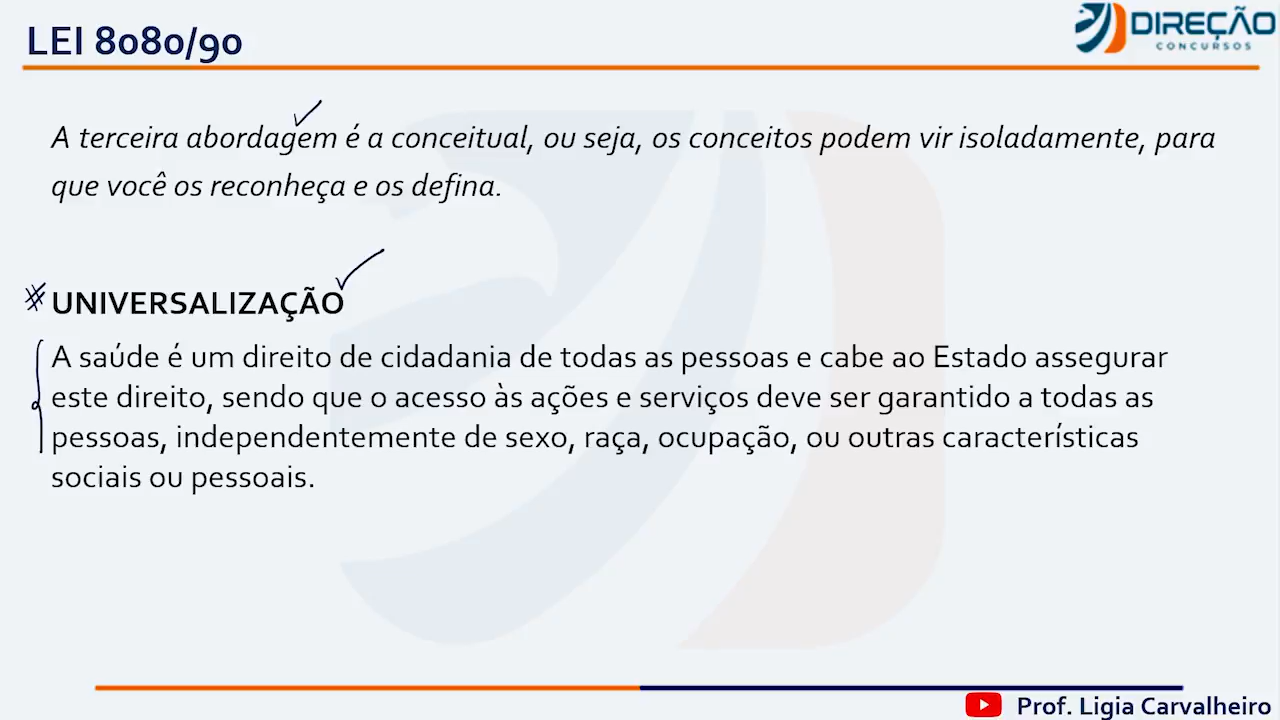 LEI 8080/90
DIREÇÃO
CONCURSOS
A terceira abordagem é a conceitual, ou seja, os conceitos podem vir isoladamente, para
que você os reconheça e os defina.
UNIVERSALIZAÇÃO
A saúde é um direito de cidadania de todas as pessoas e cabe ao Estado assegurar
este direito, sendo que o acesso às ações e serviços deve ser garantido a todas as
pessoas, independentemente de sexo, raça, ocupação, ou outras características
sociais ou pessoais.
Prof. Ligia Carvalheiro